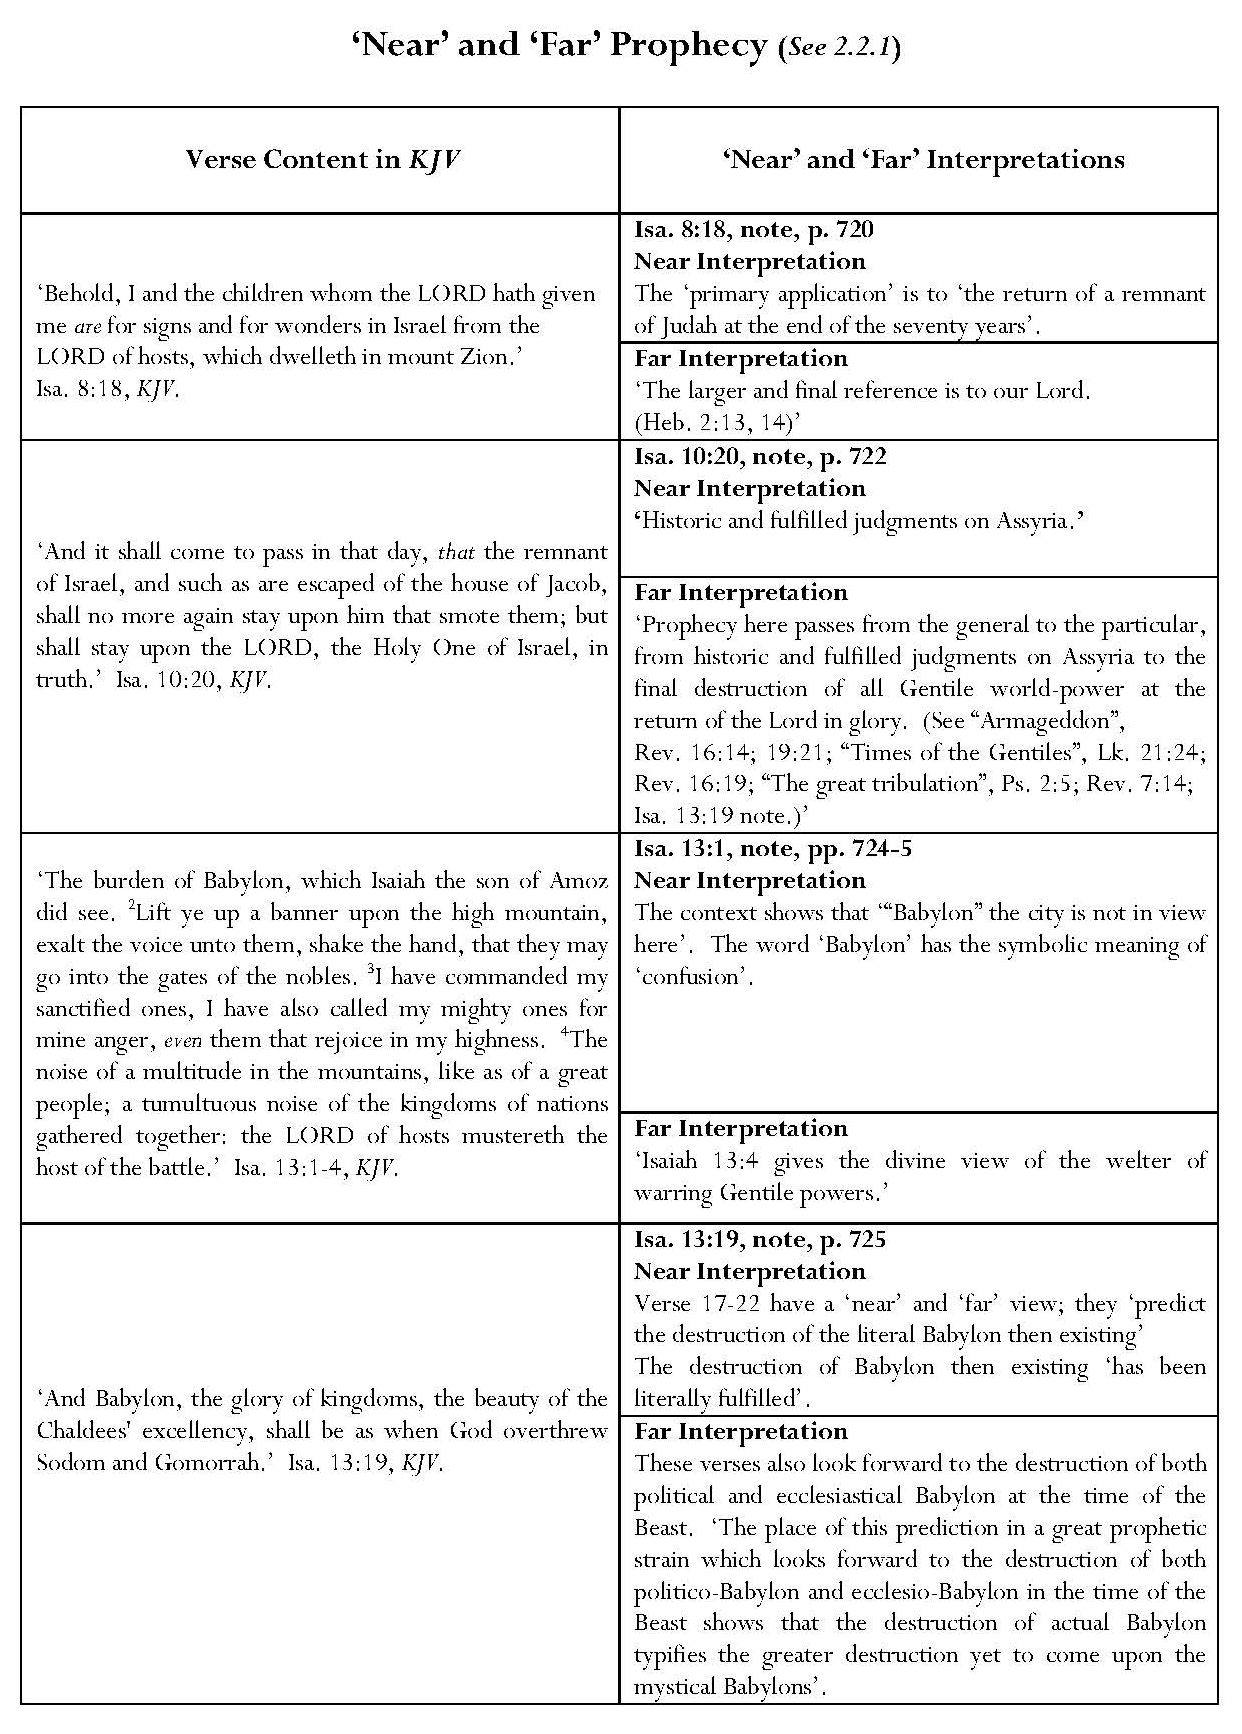 ‘Near’ and ‘Far’ Prophecy (See 2.2.1)
Verse Content in KJV
‘Near’ and ‘Far’ Interpretations
‘Behold, I and the children whom the LORD hath given
me are for signs and for wonders in Israel from the
LORD of hosts, which dwelleth in mount Zion.’
Isa. 8:18, KJV.
Isa. 8:18, note, p. 720
Near Interpretation
The ‘primary application’ is to ‘the return of a remnant
of Judah at the end of the seventy years’.
Far Interpretation
‘The larger and final reference is to our Lord.
(Heb. 2:13, 14)’
‘And it shall come to pass in that day, that the remnant
of Israel, and such as are escaped of the house of Jacob,
shall no more again stay upon him that smote them; but
shall stay upon the LORD, the Holy One of Israel, in
truth.’ Isa. 10:20, KJV.
Isa. 10:20, note, p. 722
Near Interpretation
‘Historic and fulfilled judgments on Assyria.’
Far Interpretation
‘Prophecy here passes from the general to the particular,
from historic and fulfilled judgments on Assyria to the
final destruction of all Gentile world-power at the
return of the Lord in glory. (See “Armageddon”,
Rev. 16:14; 19:21; “Times of the Gentiles”, Lk. 21:24;
Rev. 16:19; “The great tribulation”, Ps. 2:5; Rev. 7:14;
Isa. 13:19 note.)’
‘The burden of Babylon, which Isaiah the son of Amoz
did see. ²Lift ye up a banner upon the high mountain,
exalt the voice unto them, shake the hand, that they may
go into the gates of the nobles. ³I have commanded my
sanctified ones, I have also called my mighty ones for
mine anger, even them that rejoice in my highness. ⁴The
noise of a multitude in the mountains, like as of a great
people; a tumultuous noise of the kingdoms of nations
gathered together: the LORD of hosts mustereth the
host of the battle.’ Isa. 13:1-4, KJV.
Isa. 13:1, note, pp. 724-5
Near Interpretation
The context shows that ‘“Babylon” the city is not in view
here’. The word ‘Babylon’ has the symbolic meaning of
‘confusion’.
Far Interpretation
‘Isaiah 13:4 gives the divine view of the welter of
warring Gentile powers.’
‘And Babylon, the glory of kingdoms, the beauty of the
Chaldees' excellency, shall be as when God overthrew
Sodom and Gomorrah.’ Isa. 13:19, KJV.
Isa. 13:19, note, p. 725
Near Interpretation
Verse 17-22 have a ‘near’ and ‘far’ view; they ‘predict
the destruction of the literal Babylon then existing’
The destruction of Babylon then existing ‘has been
literally fulfilled’.
Far Interpretation
These verses also look forward to the destruction of both
political and ecclesiastical Babylon at the time of the
Beast. ‘The place of this prediction in a great prophetic
strain which looks forward to the destruction of both
politico-Babylon and ecclesio-Babylon in the time of the
Beast shows that the destruction of actual Babylon
typifies the greater destruction yet to come upon the
mystical Babylons’.